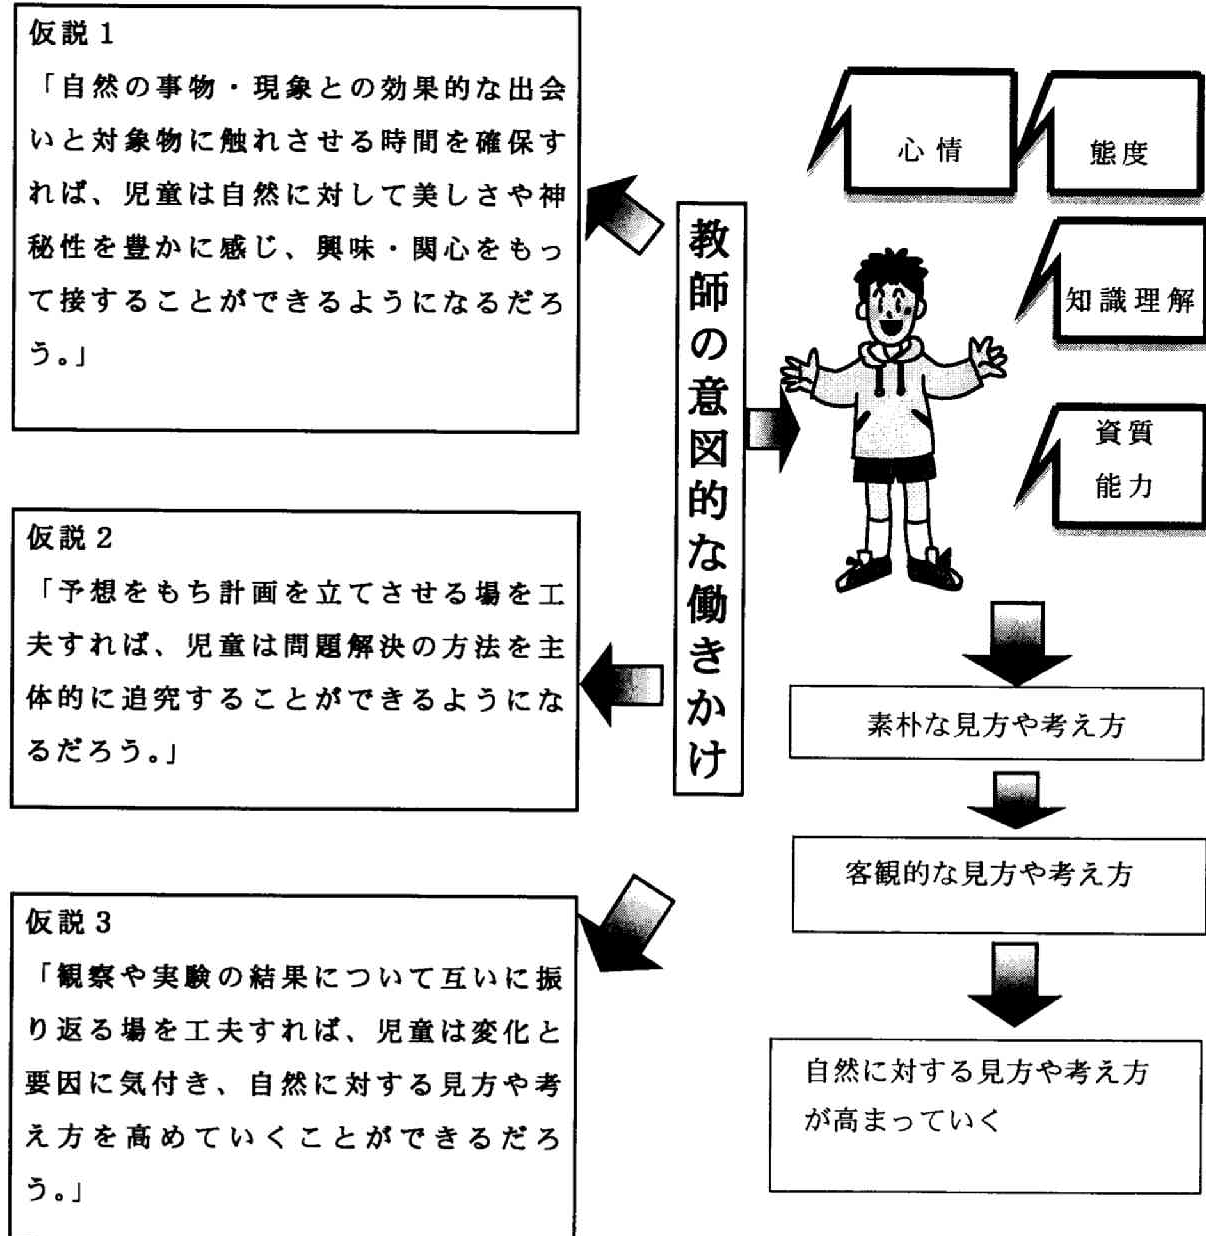 仮説1
「自然の事物・現象との効果的な出会
いと対象物に触れさせる時間を確保す
れば、児童は自然に対して美しさや神
秘性を豊かに感じ、興味・関心をもっ
て接することができるようになるだろ
う。」
仮説2
「予想をもち計画を立てさせる場を工
夫すれば、児童は問題解決の方法を主
体的に追究することができるようにな
るだろう。」
仮説3
「観察や実験の結果について互いに振
り返る場を工夫すれば、児童は変化と
要因に気付き、自然に対する見方や考
え方を高めていくことができるだろ
う。」
教師の意図的な働きかけ
心情
態度
知識理解
資質
能力
素朴な見方や考え方
客観的な見方や考え方
自然に対する見方や考え方
が高まっていく